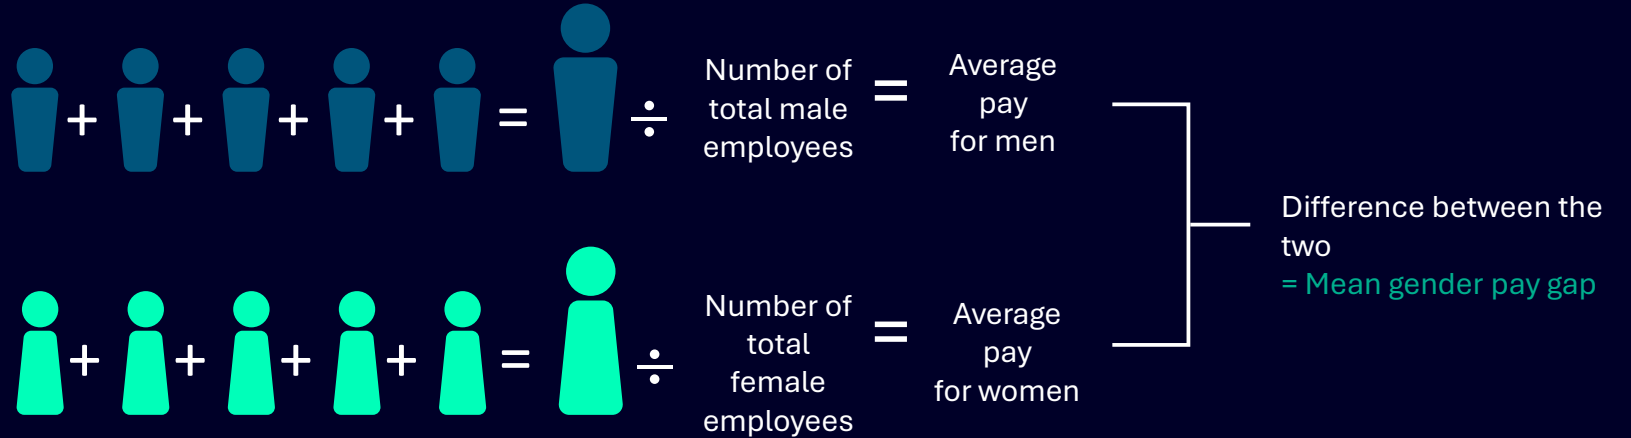 + + + + = ÷
Number of
total male
employees
=
Average
pay
for men
+ + + + = ÷
Number of
total
female
employees
=
Average
pay
for women
Difference between the
two
= Mean gender pay gap